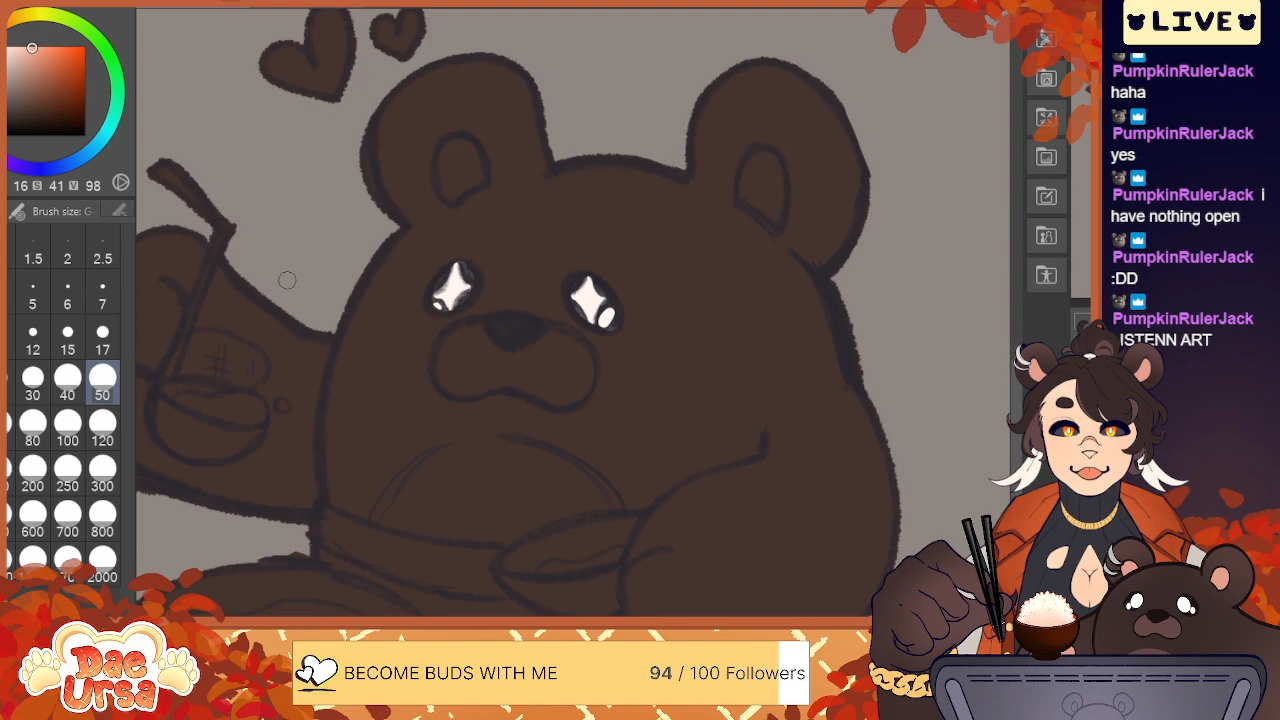 LIVE
PumpkinRulerJack
haha
PumpkinRulerJack
yes
PumpkinRulerJack i
have nothing open
PumpkinRulerJack
:DD
PumpkinRulerJack
ISTENN ART
16 S 41 V 98
Brush size: G
1.5 2 2.5
5 6 7
12 15 17
30 40 50
80 100 120
200 250 300
600 700 800
2000
Dae
Ursa
BECOME BUDS WITH ME
94 / 100 Followers